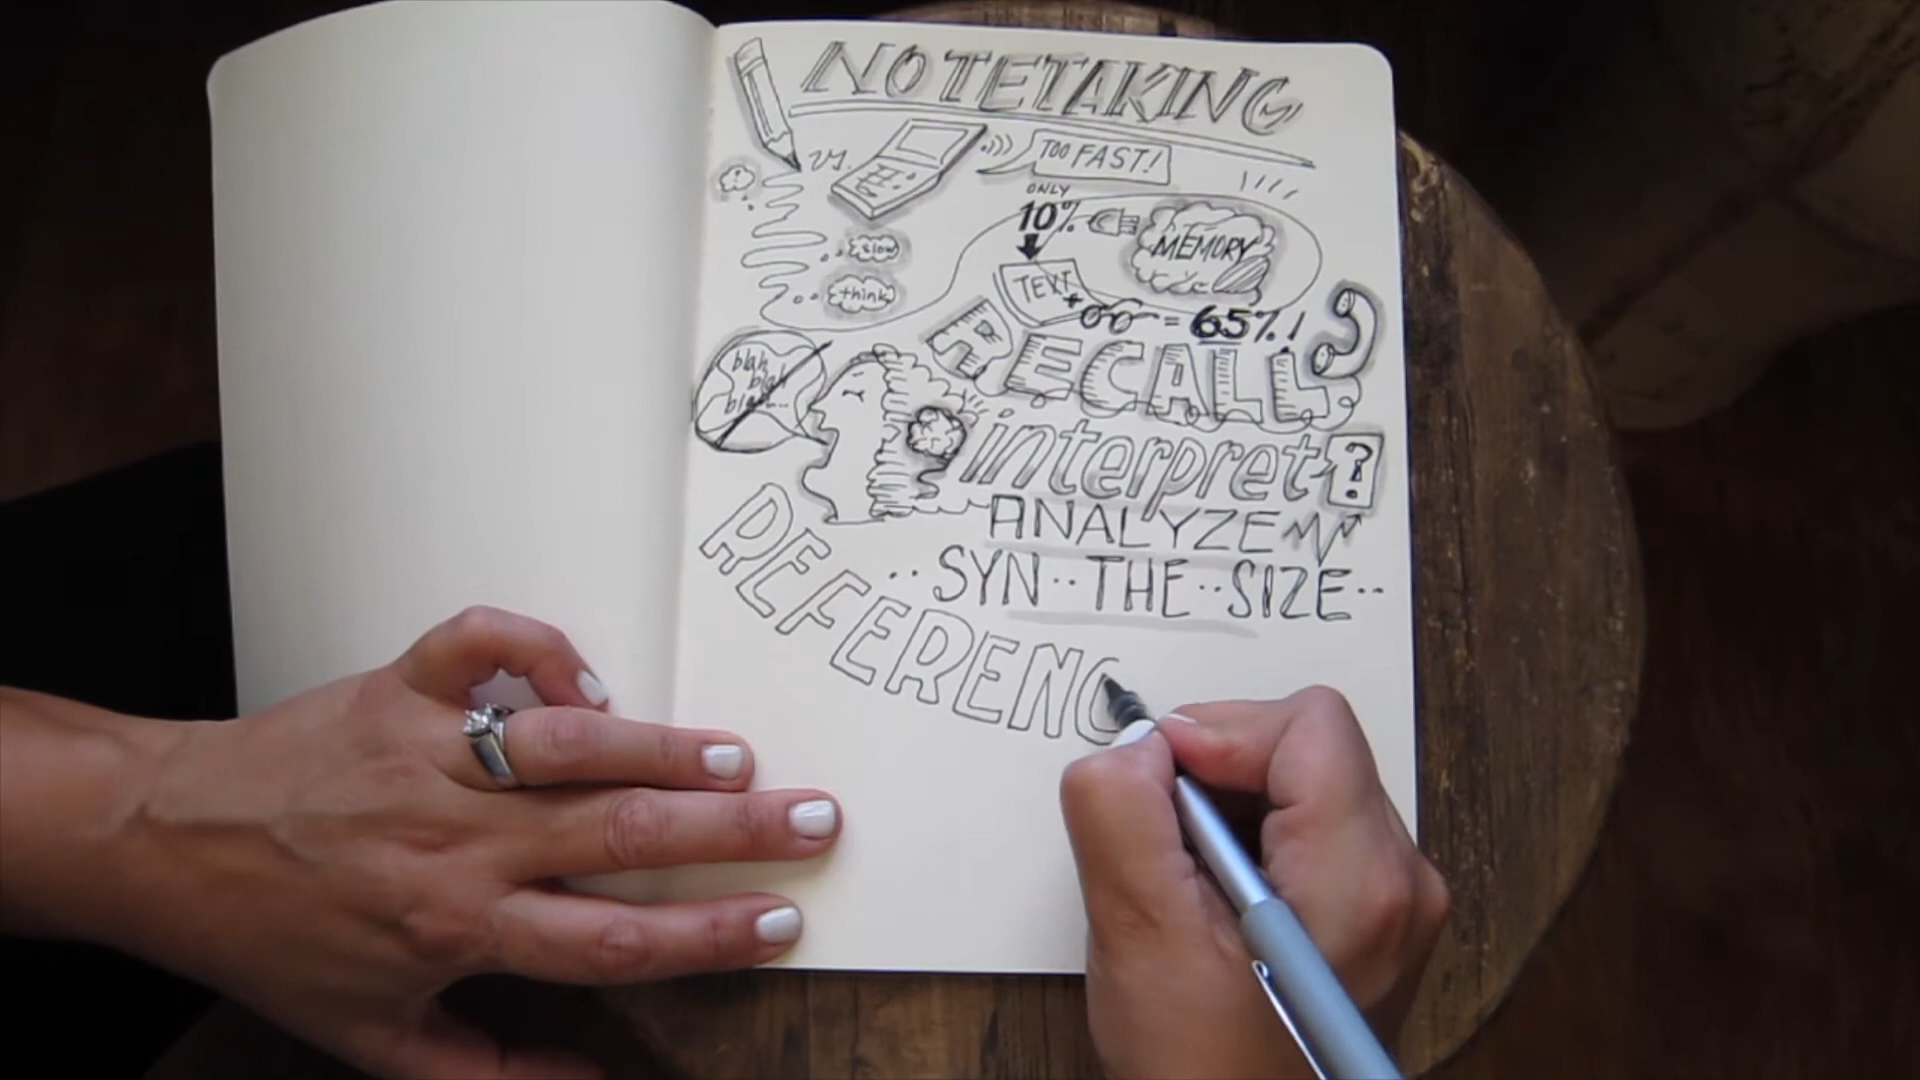 NOTETAKING
vs.
TOO FAST!
?
ONLY
10%
MEMORY
slow
think
TEXT
+ = 65%!
RECALL
blah
blah
blah...
interpret ?
ANALYZE
SYN··THE··SIZE
REFERENC